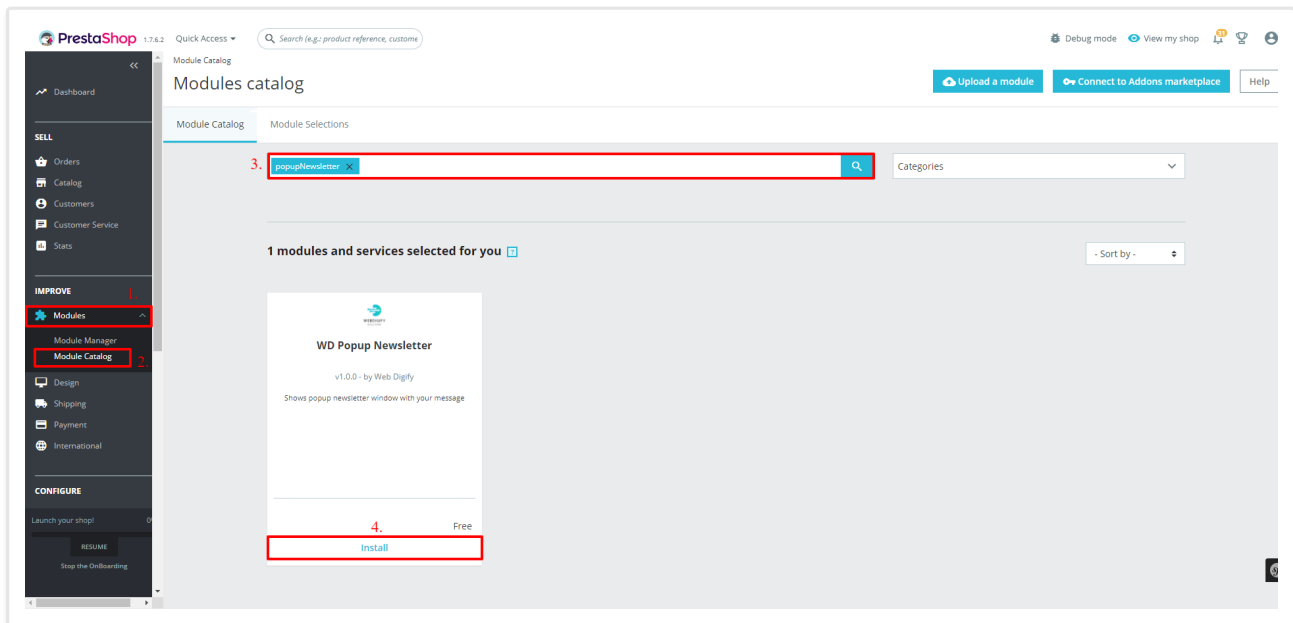 PrestaShop 1.7.6.2 Quick Access Search (e.g.: product reference, custome Debug mode View my shop 31
Module Catalog
Modules catalog
Upload a module Connect to Addons marketplace Help
Dashboard
Module Catalog Module Selections
SELL
Orders
Catalog
Customers
Customer Service
Stats
3. popupNewsletter × Categories
1 modules and services selected for you ?
- Sort by -
IMPROVE
1.
Modules
Module Manager
Module Catalog 2.
Design
Shipping
Payment
International
WEBDIGIFY
WD Popup Newsletter
v1.0.0 - by Web Digify
Shows popup newsletter window with your message
CONFIGURE
Launch your shop! 0
RESUME
Stop the OnBoarding
4. Free
Install